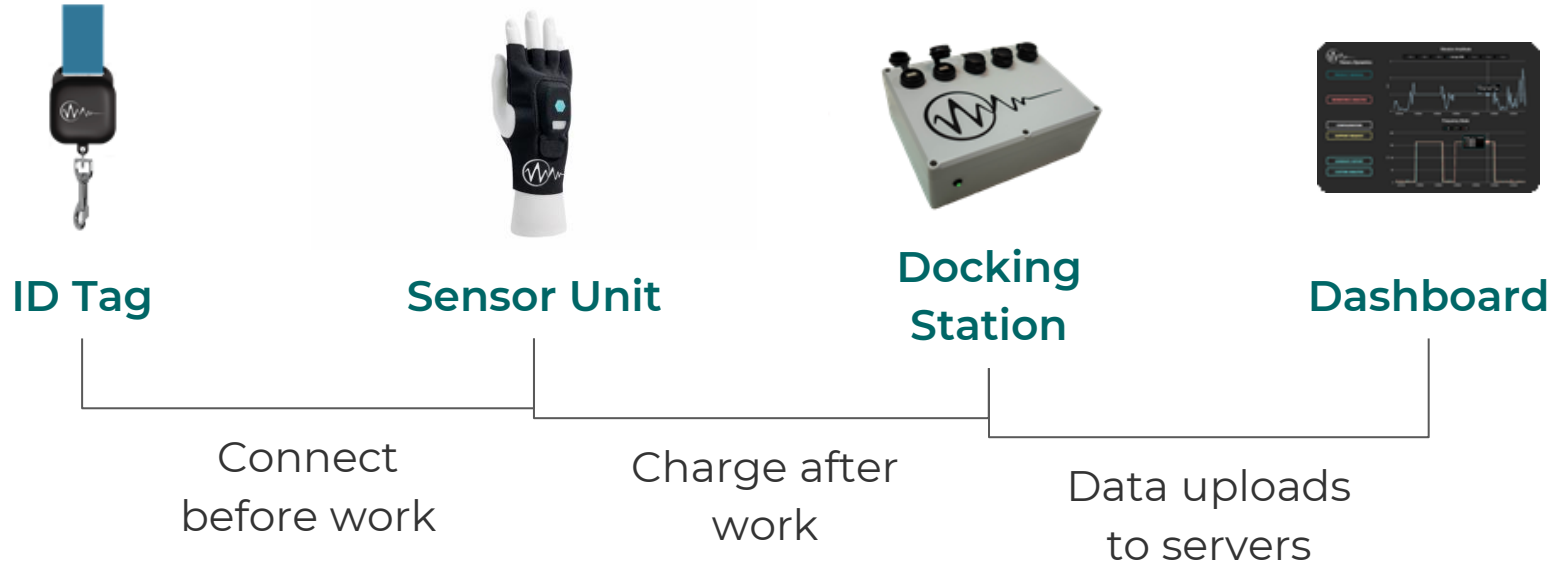 ID Tag
Sensor Unit
Docking
Station
Dashboard
Connect
before work
Charge after
work
Data uploads
to servers